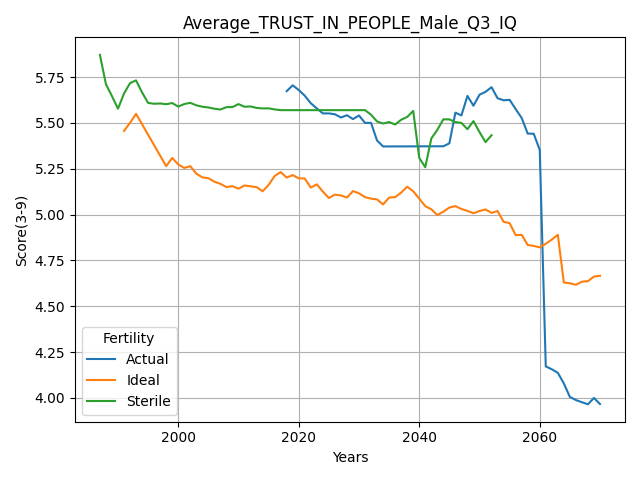 Average_TRUST_IN_PEOPLE_Male_Q3_IQ
Score(3-9)
5.75
5.50
5.25
5.00
4.75
4.50
4.25
4.00
Fertility
Actual
Ideal
Sterile
2000 2020 2040 2060
Years